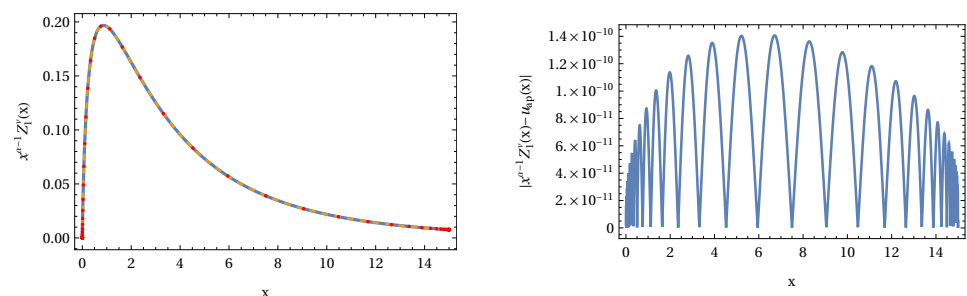 0.20
0.15
0.10
0.05
0.00
x^{α-1} Z_1^ν(x)
0 2 4 6 8 10 12 14
x
1.4×10^{-10}
1.2×10^{-10}
1.×10^{-10}
8.×10^{-11}
6.×10^{-11}
4.×10^{-11}
2.×10^{-11}
0
|x^{α-1} Z_1^ν(x)-u_{ap}(x)|
0 2 4 6 8 10 12 14
x